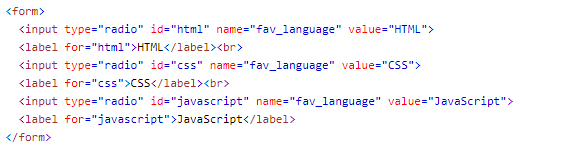 <form>
  <input type="radio" id="html" name="fav_language" value="HTML">
  <label for="html">HTML</label><br>
  <input type="radio" id="css" name="fav_language" value="CSS">
  <label for="css">CSS</label><br>
  <input type="radio" id="javascript" name="fav_language" value="JavaScript">
  <label for="javascript">JavaScript</label>
</form>